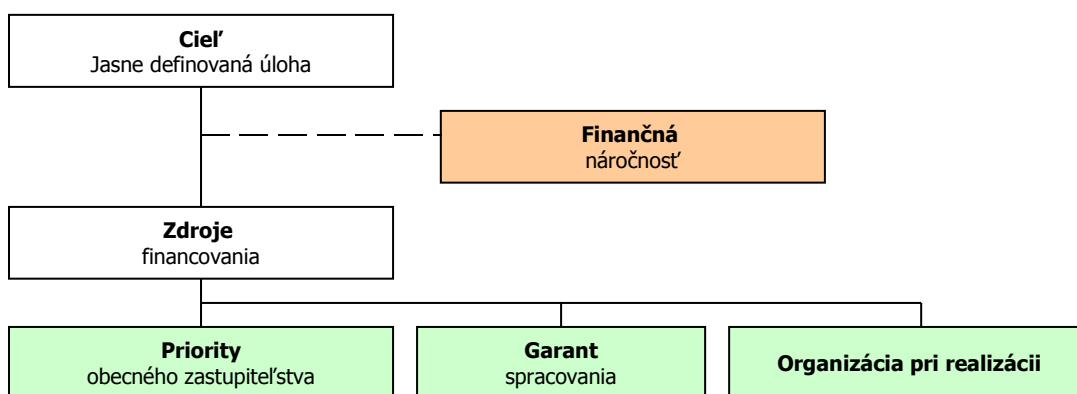 Cieľ
Jasne definovaná úloha
Finančná
náročnosť
Zdroje
financovania
Priority
obecného zastupiteľstva
Garant
spracovania
Organizácia pri realizácii